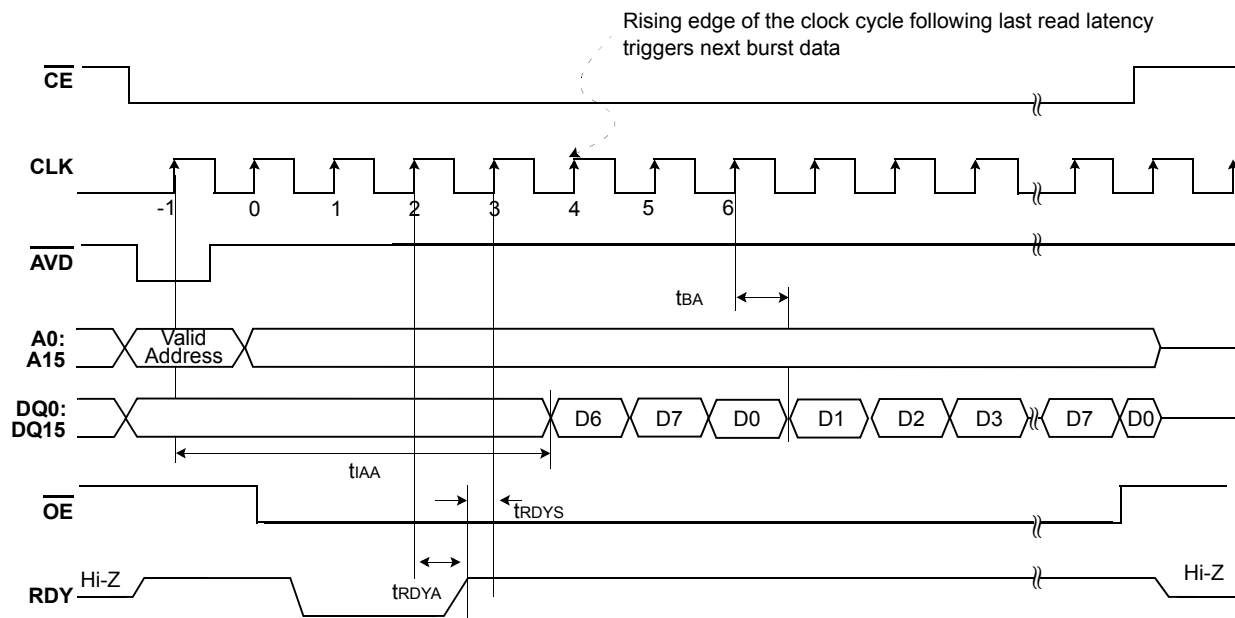 Rising edge of the clock cycle following last read latency
triggers next burst data
CE
CLK
-1 0 1 2 3 4 5 6
AVD
tBA
A0:
A15
Valid
Address
DQ0:
DQ15
D6 D7 D0 D1 D2 D3 D7 D0
tIAA
OE
tRDYS
Hi-Z
Hi-Z
RDY
tRDYA